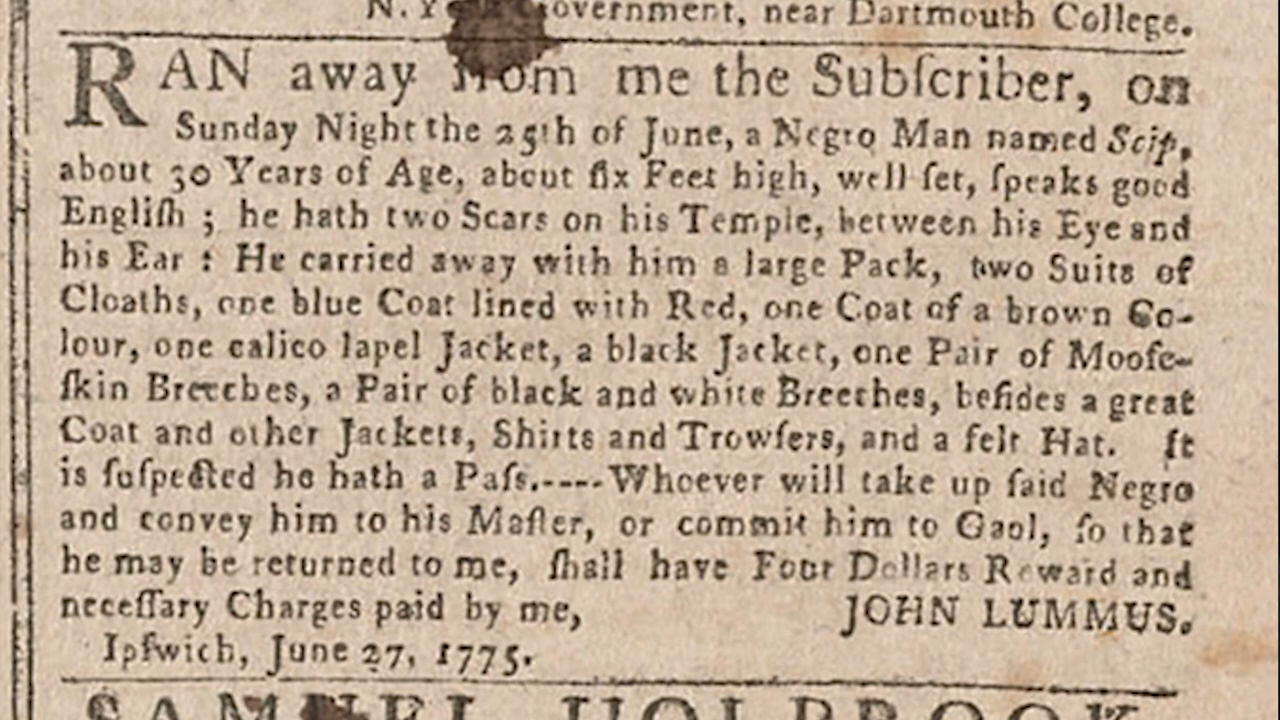 overnment, near Dartmouth College.
RAN away from me the Subſcriber, on
Sunday Night the 25th of June, a Negro Man named Scip,
about 30 Years of Age, about ſix Feet high, well ſet, ſpeaks good
Engliſh ; he hath two Scars on his Temple, between his Eye and
his Ear : He carried away with him a large Pack, two Suits of
Cloaths, one blue Coat lined with Red, one Coat of a brown Co-
lour, one calico lapel Jacket, a black Jacket, one Pair of Mooſe-
ſkin Breeches, a Pair of black and white Breeches, beſides a great
Coat and other Jackets, Shirts and Trowſers, and a felt Hat. It
is ſuſpected he hath a Paſs.----Whoever will take up ſaid Negro
and convey him to his Maſter, or commit him to Gaol, ſo that
he may be returned to me, ſhall have Four Dollars Reward and
neceſſary Charges paid by me, JOHN LUMMUS.
Ipſwich, June 27, 1775.
SAMUEL HOLBROOK